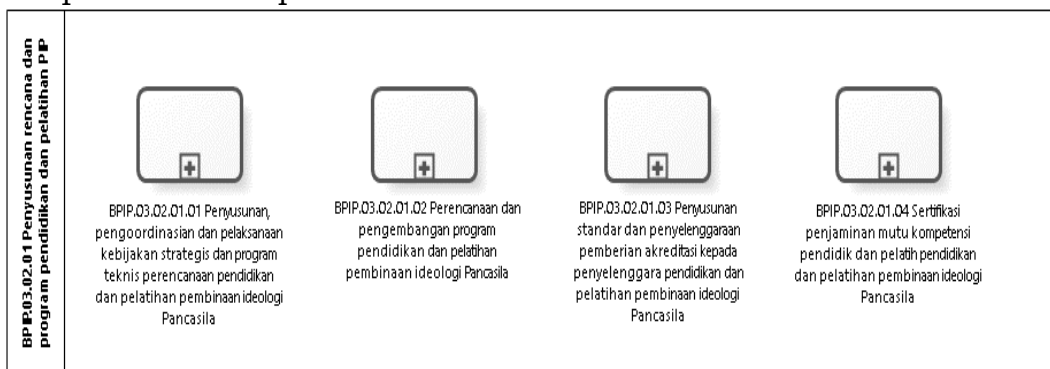 BPIP.03.02.01 Penyusunan rencana dan
program pendidikan dan pelatihan PIP
BPIP.03.02.01.01 Penyusunan,
pengoordinasian dan pelaksanaan
kebijakan strategis dan program
teknis perencanaan pendidikan
dan pelatihan pembinaan ideologi
Pancasila
BPIP.03.02.01.02 Perencanaan dan
pengembangan program
pendidikan dan pelatihan
pembinaan ideologi Pancasila
BPIP.03.02.01.03 Penyusunan
standar dan penyelenggaraan
pemberian akreditasi kepada
penyelenggara pendidikan dan
pelatihan pembinaan ideologi
Pancasila
BPIP.03.02.01.04 Sertifikasi
penjaminan mutu kompetensi
pendidik dan pelatih pendidikan
dan pelatihan pembinaan ideologi
Pancasila